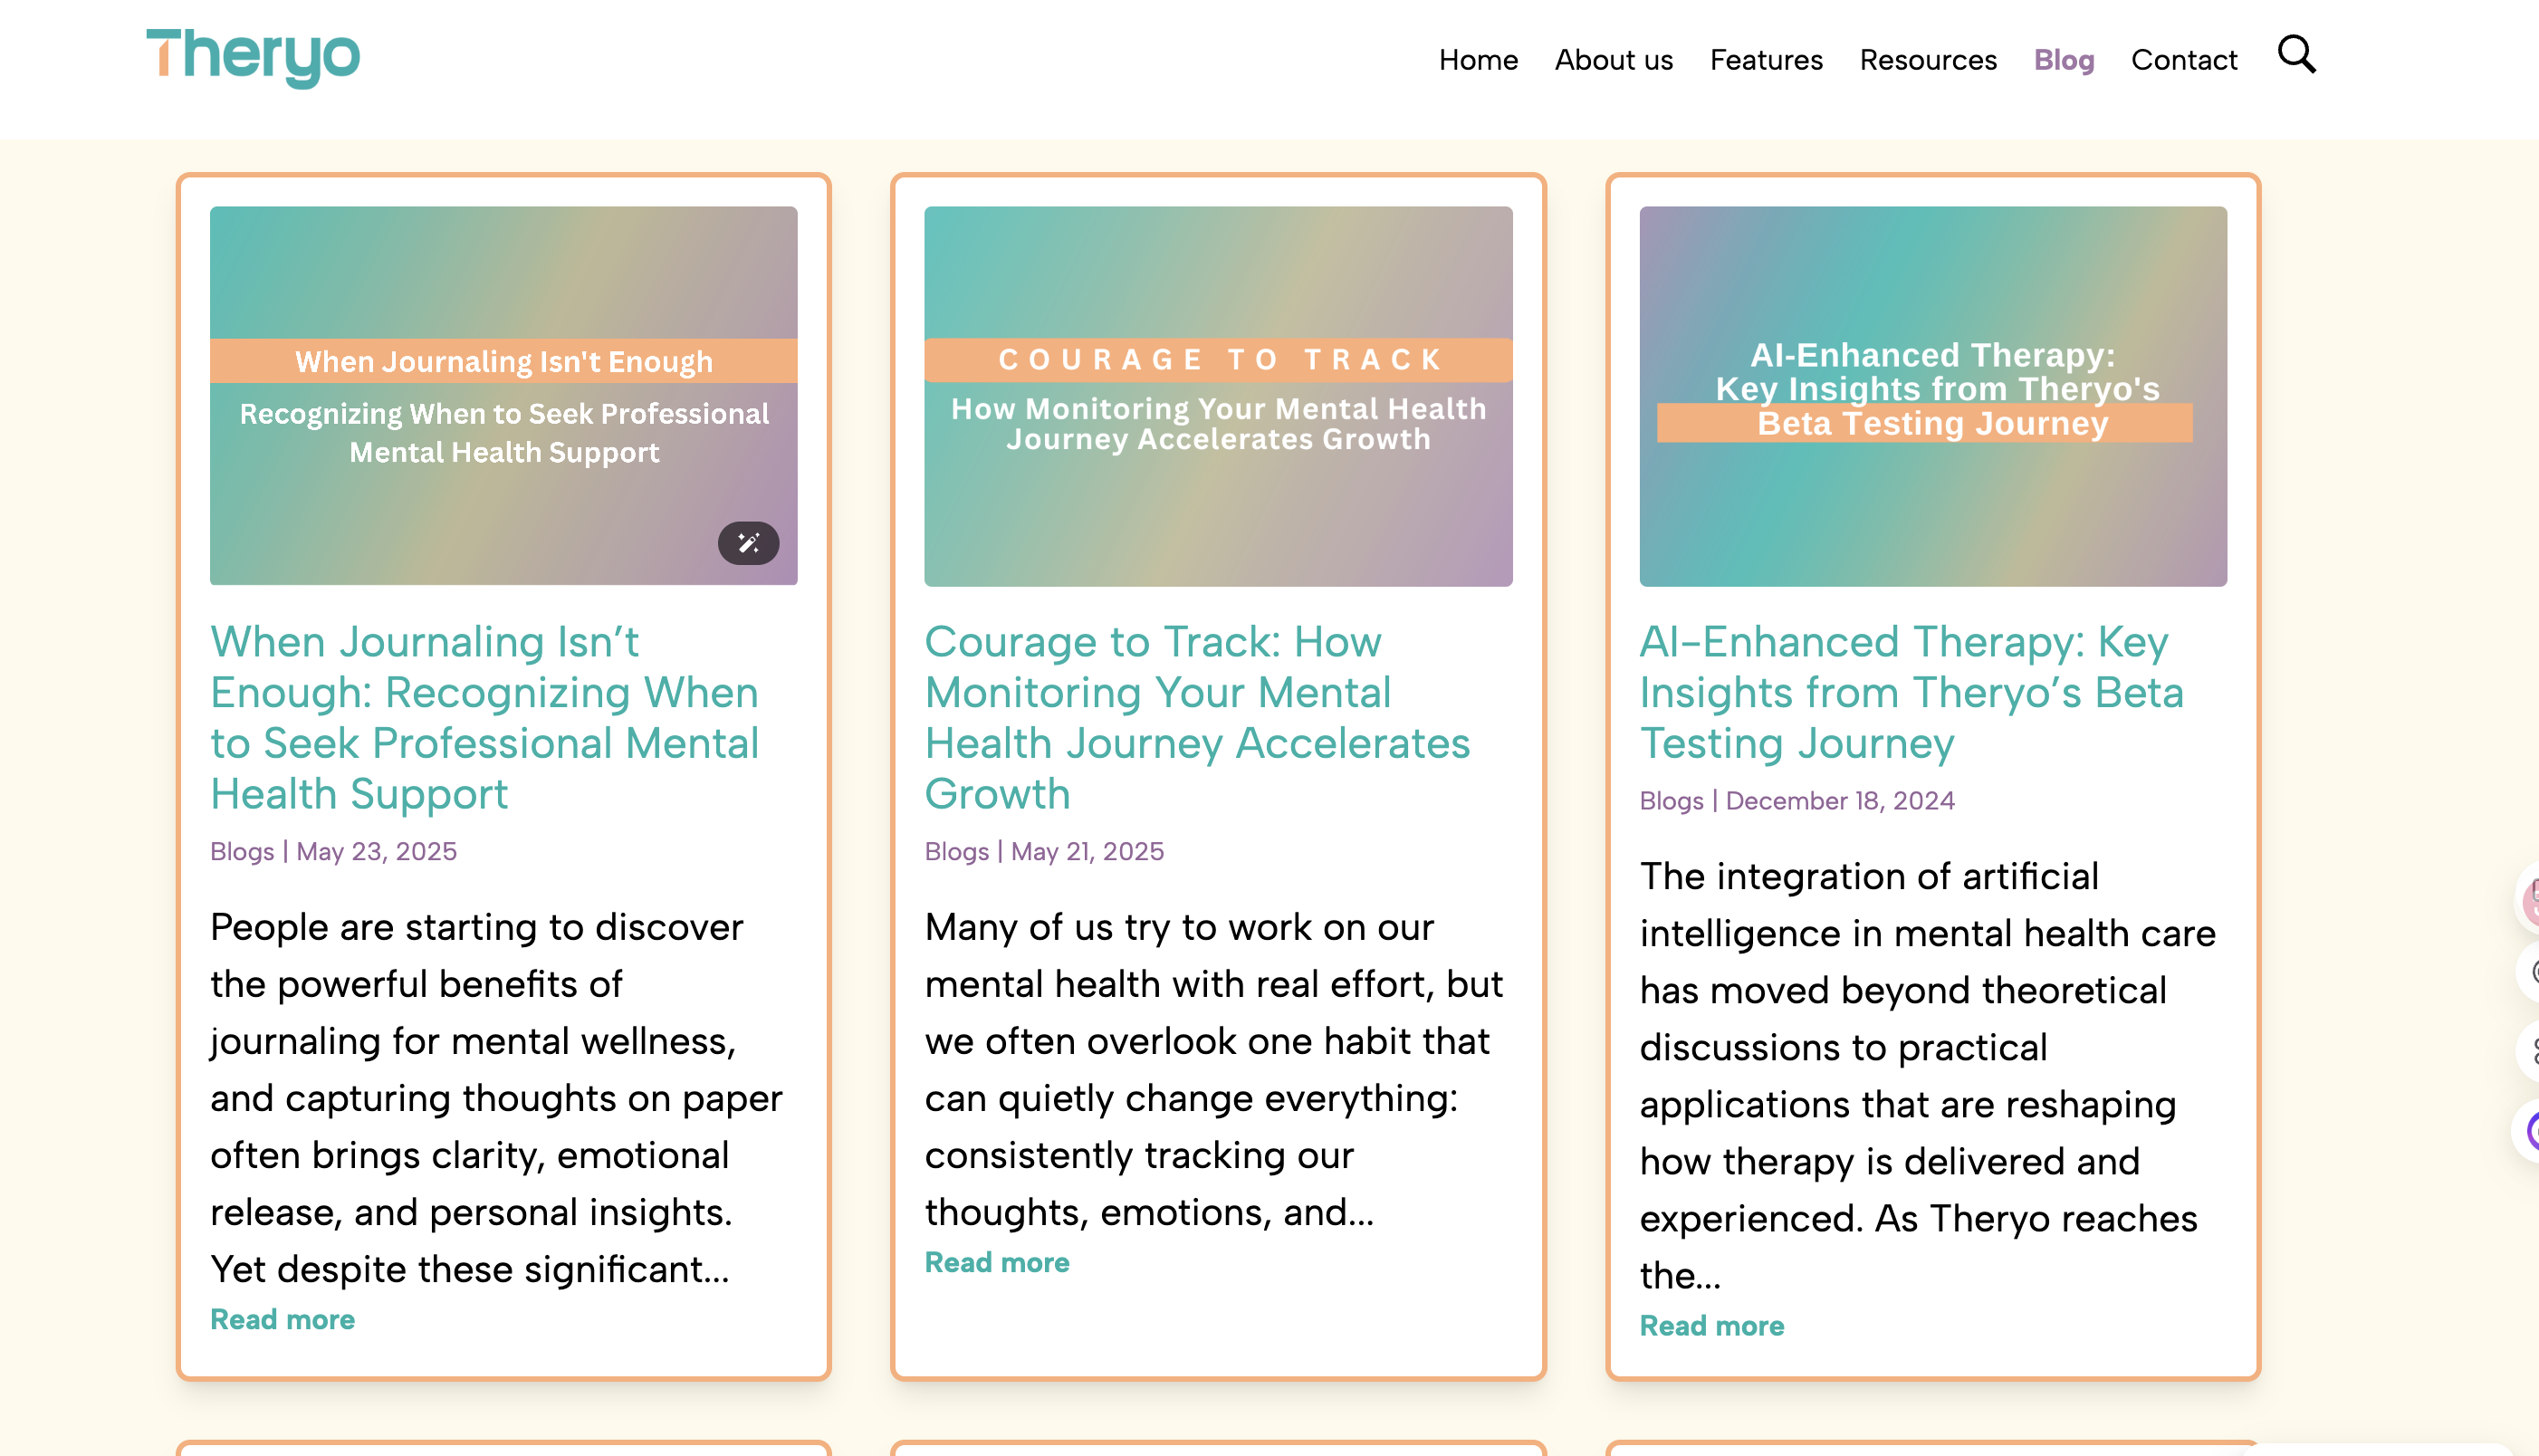 Theryo
Home About us Features Resources Blog Contact
When Journaling Isn't Enough
Recognizing When to Seek Professional
Mental Health Support
When Journaling Isn’t
Enough: Recognizing When
to Seek Professional Mental
Health Support
Blogs | May 23, 2025
People are starting to discover
the powerful benefits of
journaling for mental wellness,
and capturing thoughts on paper
often brings clarity, emotional
release, and personal insights.
Yet despite these significant...
Read more
COURAGE TO TRACK
How Monitoring Your Mental Health
Journey Accelerates Growth
Courage to Track: How
Monitoring Your Mental
Health Journey Accelerates
Growth
Blogs | May 21, 2025
Many of us try to work on our
mental health with real effort, but
we often overlook one habit that
can quietly change everything:
consistently tracking our
thoughts, emotions, and...
Read more
AI-Enhanced Therapy:
Key Insights from Theryo's
Beta Testing Journey
AI-Enhanced Therapy: Key
Insights from Theryo’s Beta
Testing Journey
Blogs | December 18, 2024
The integration of artificial
intelligence in mental health care
has moved beyond theoretical
discussions to practical
applications that are reshaping
how therapy is delivered and
experienced. As Theryo reaches
the...
Read more